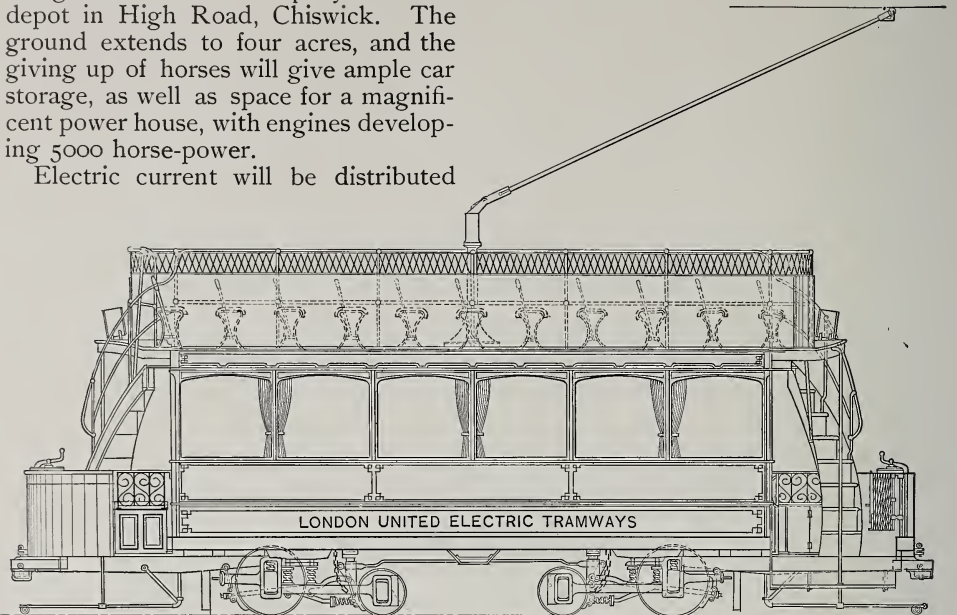 depot in High Road, Chiswick. The
ground extends to four acres, and the
giving up of horses will give ample car
storage, as well as space for a magnifi-
cent power house, with engines develop-
ing 5000 horse-power.
Electric current will be distributed
LONDON UNITED ELECTRIC TRAMWAYS